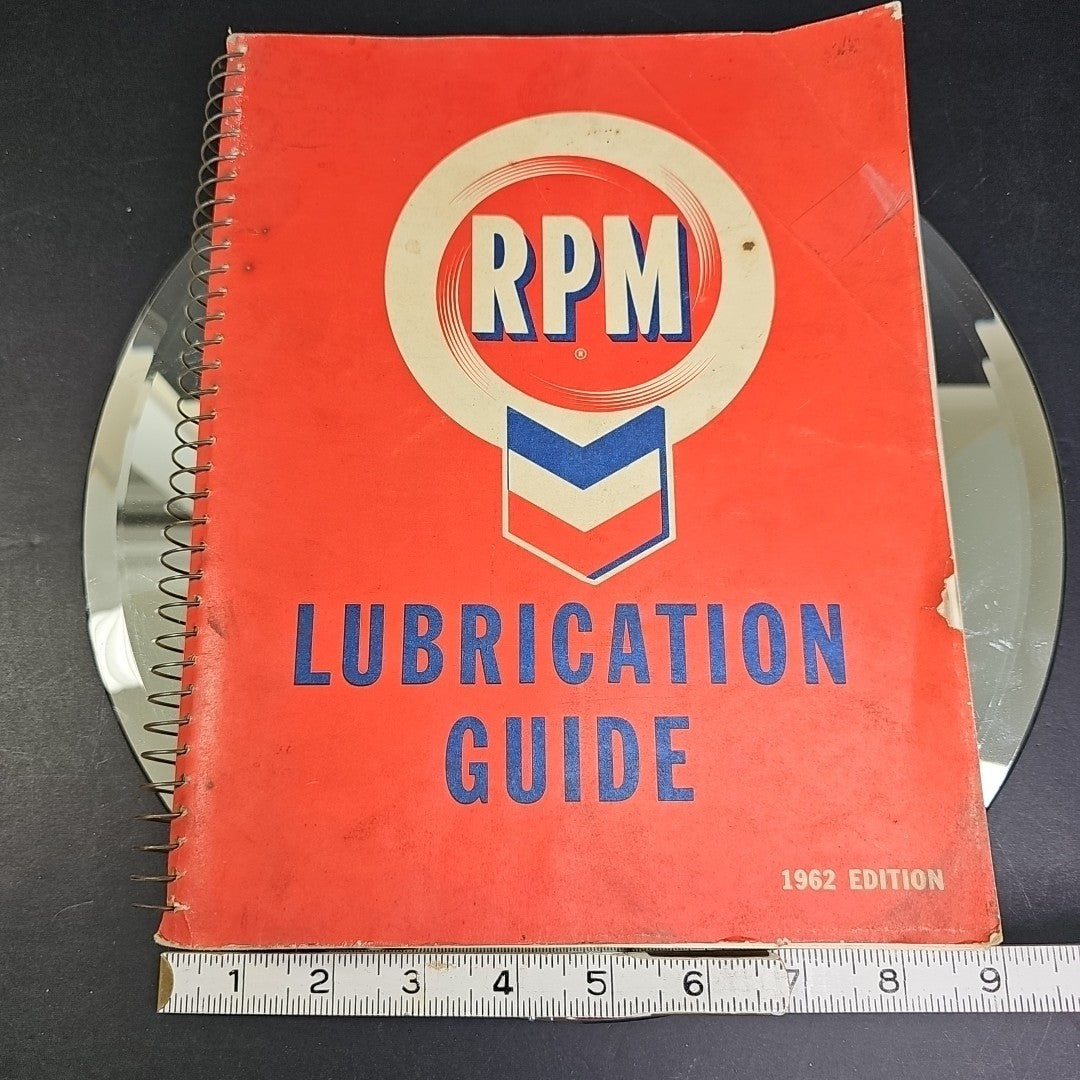 RPM
®
LUBRICATION
GUIDE
1962 EDITION
1 2 3 4 5 6 7 8 9